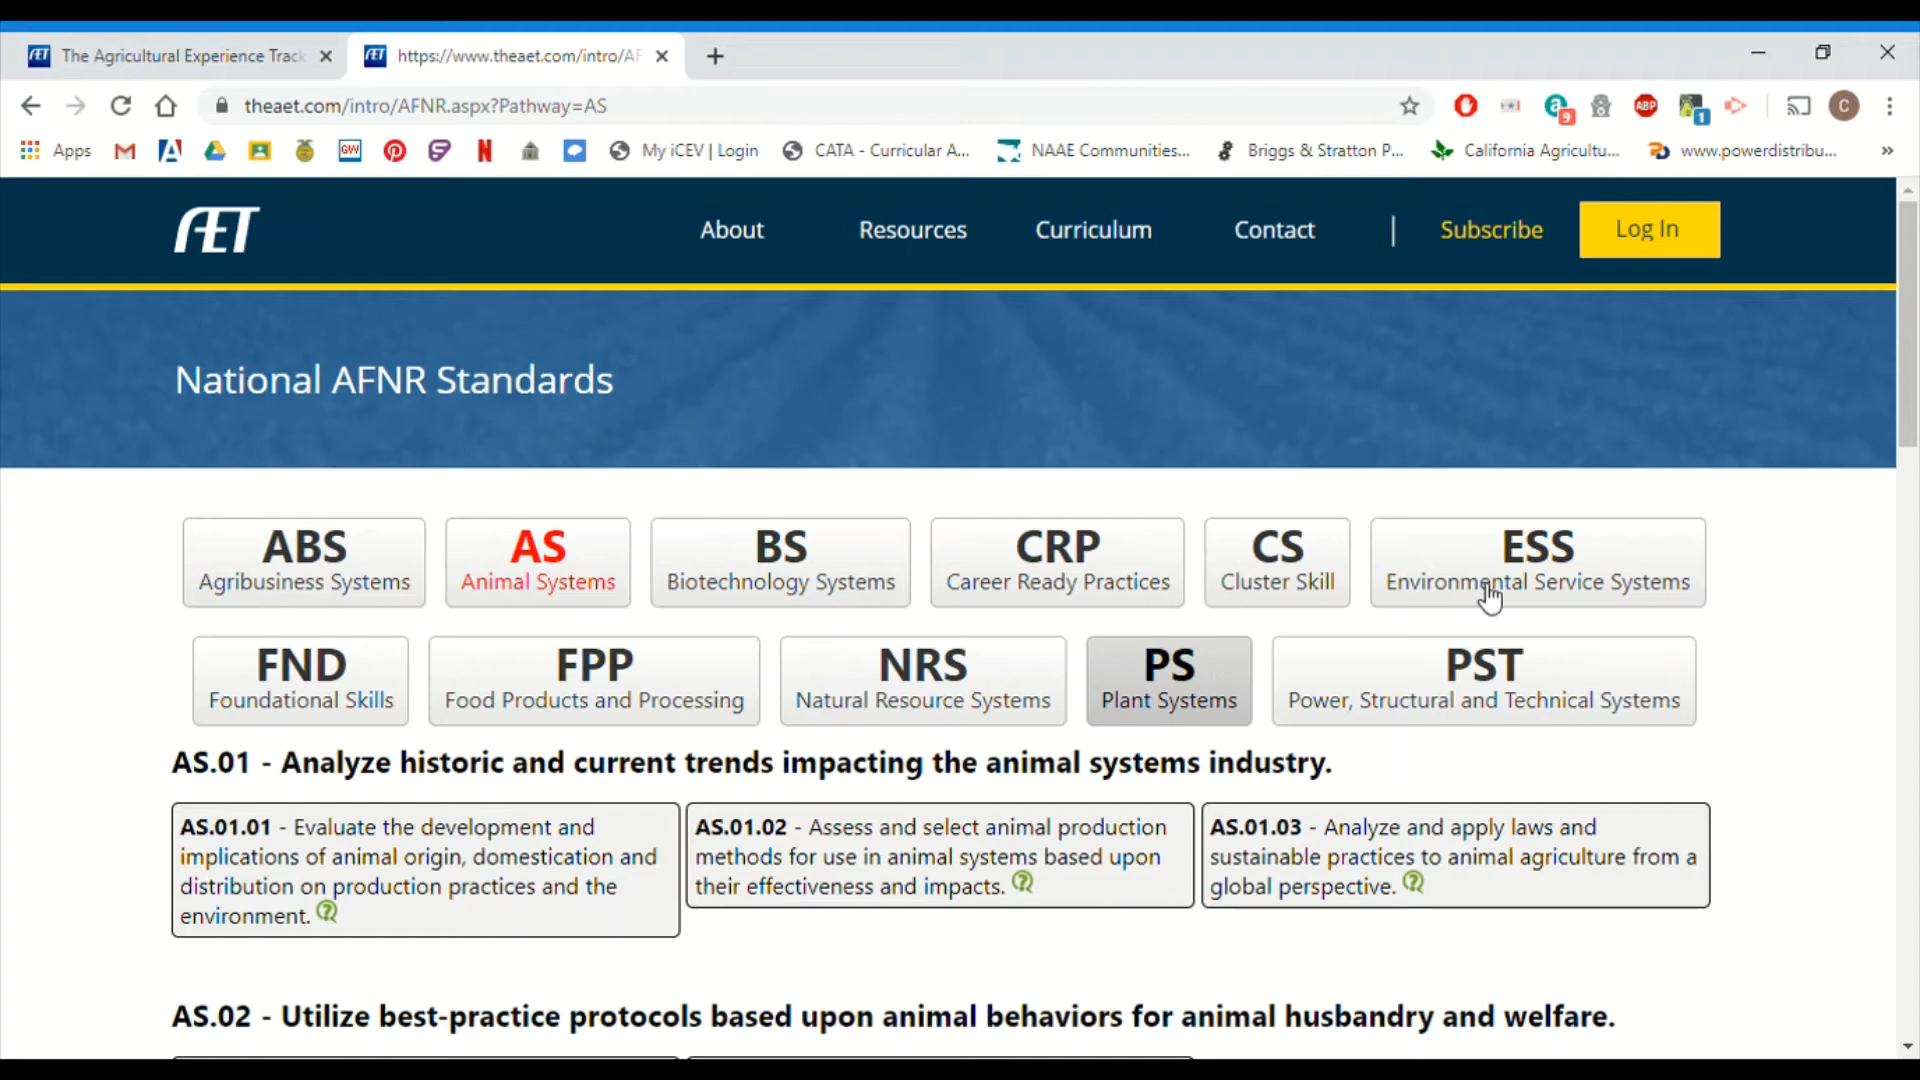 The Agricultural Experience Track
https://www.theaet.com/intro/AF
theaet.com/intro/AFNR.aspx?Pathway=AS
9
ABP
1
C
Apps
GW
N
My iCEV | Login
CATA - Curricular A...
NAAE Communities...
Briggs & Stratton P...
California Agricultu...
www.powerdistribu...
»
ÆT
About
Resources
Curriculum
Contact
Subscribe
Log In
National AFNR Standards
ABS
Agribusiness Systems
AS
Animal Systems
BS
Biotechnology Systems
CRP
Career Ready Practices
CS
Cluster Skill
ESS
Environmental Service Systems
FND
Foundational Skills
FPP
Food Products and Processing
NRS
Natural Resource Systems
PS
Plant Systems
PST
Power, Structural and Technical Systems
AS.01 - Analyze historic and current trends impacting the animal systems industry.
AS.01.01 - Evaluate the development and
implications of animal origin, domestication and
distribution on production practices and the
environment.
AS.01.02 - Assess and select animal production
methods for use in animal systems based upon
their effectiveness and impacts.
AS.01.03 - Analyze and apply laws and
sustainable practices to animal agriculture from a
global perspective.
AS.02 - Utilize best-practice protocols based upon animal behaviors for animal husbandry and welfare.